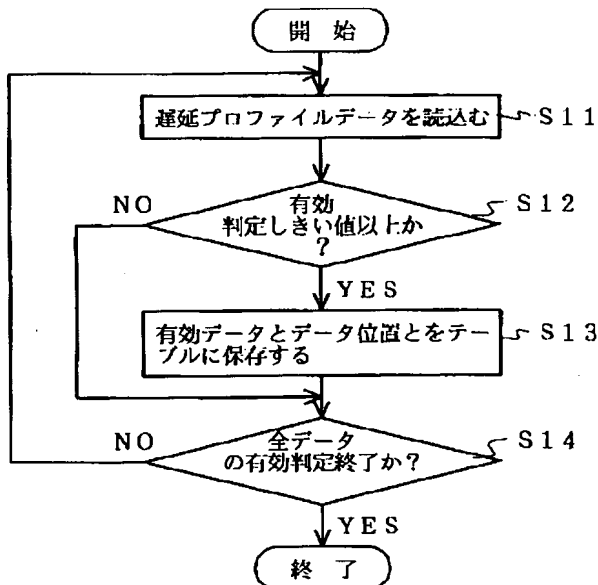 開 始
遅延プロファイルデータを読込む
S11
NO
有効
判定しきい値以上か
?
S12
YES
有効データとデータ位置とをテー
ブルに保存する
S13
NO
全データ
の有効判定終了か?
S14
YES
終 了